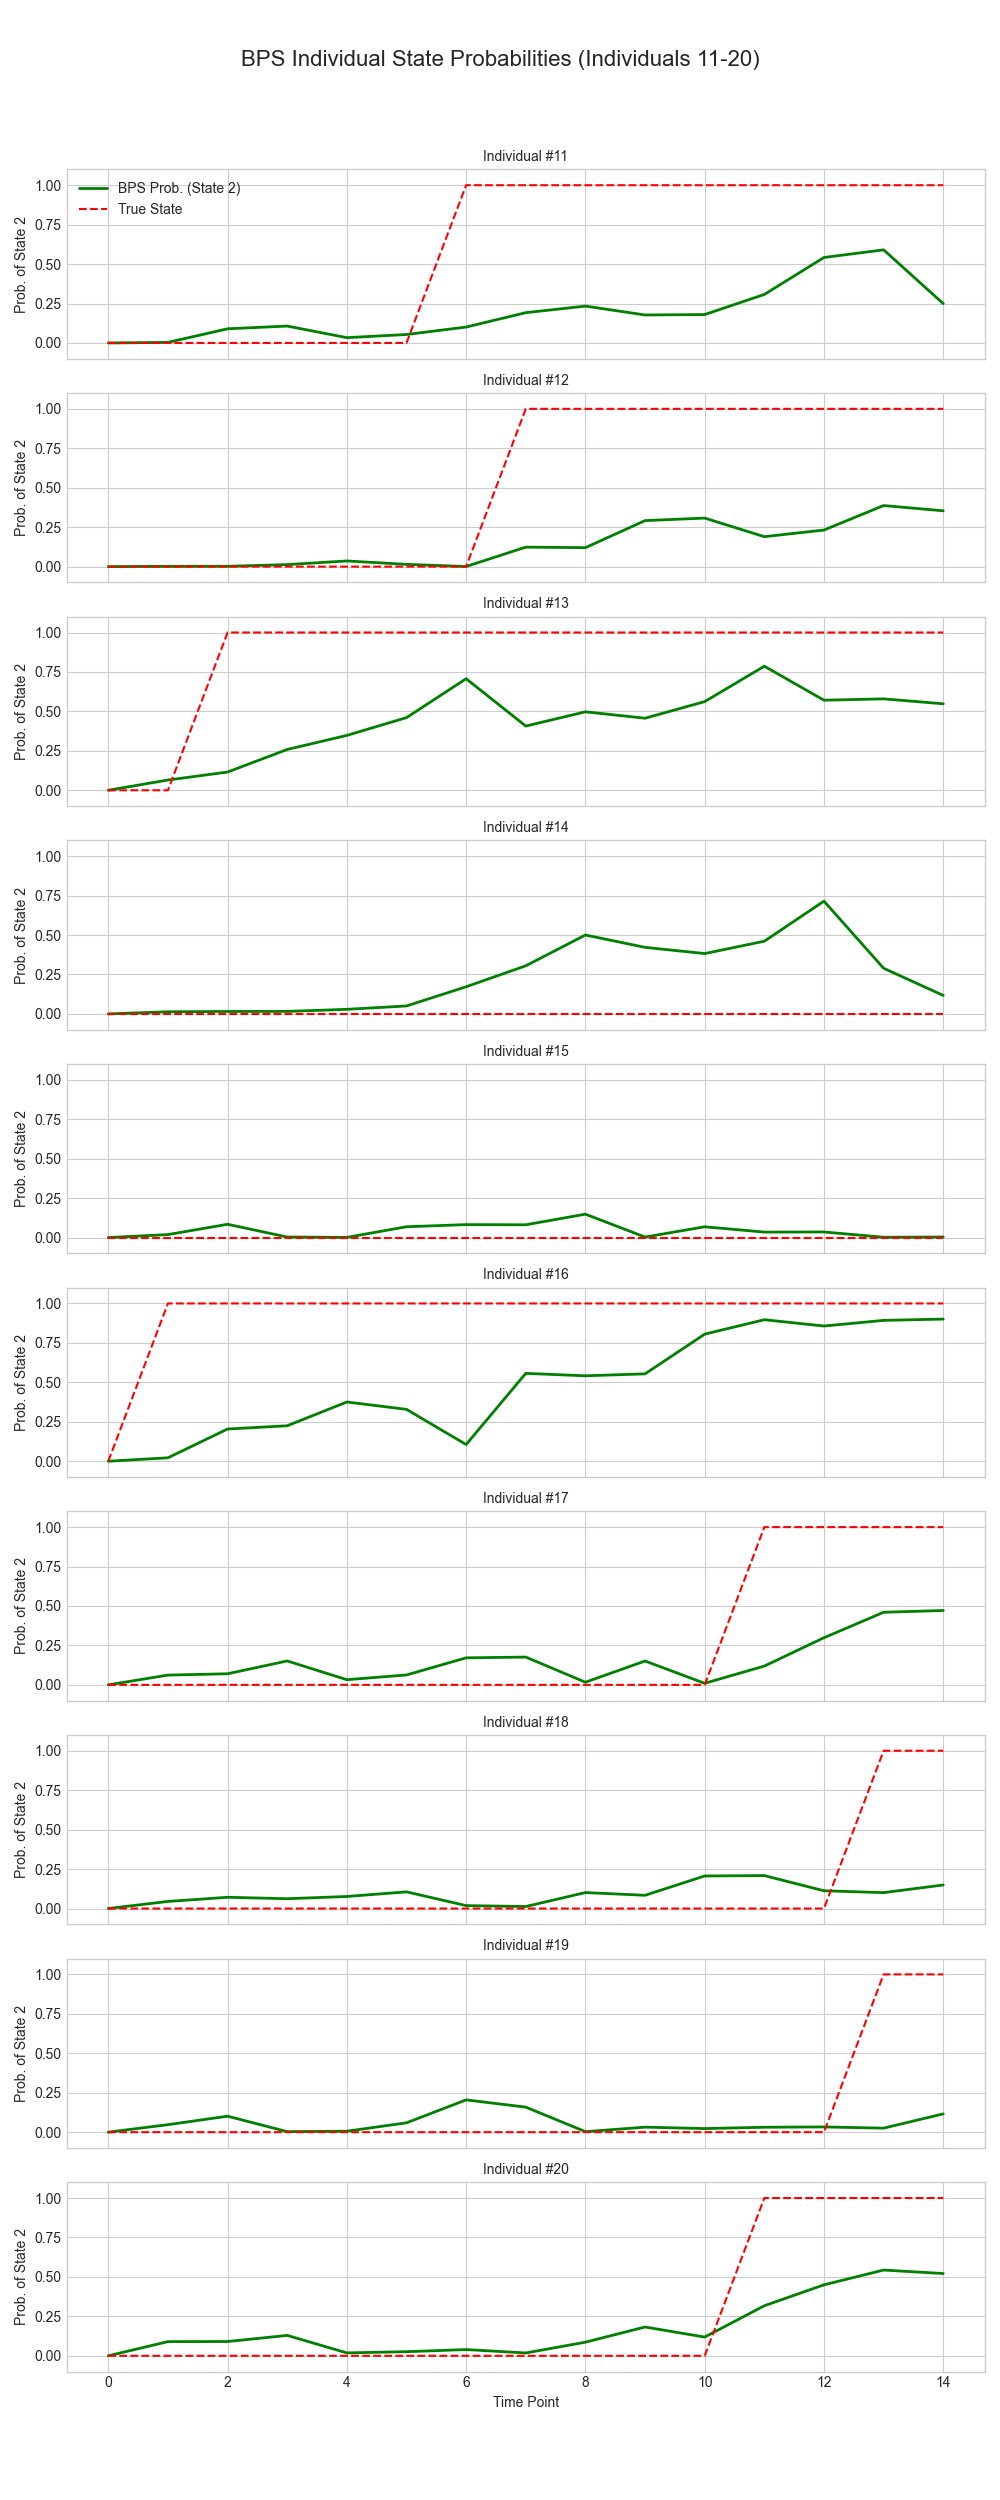 BPS Individual State Probabilities (Individuals 11-20)
Individual #11
BPS Prob. (State 2)
True State
Prob. of State 2
1.00
0.75
0.50
0.25
0.00
Individual #12
Prob. of State 2
1.00
0.75
0.50
0.25
0.00
Individual #13
Prob. of State 2
1.00
0.75
0.50
0.25
0.00
Individual #14
Prob. of State 2
1.00
0.75
0.50
0.25
0.00
Individual #15
Prob. of State 2
1.00
0.75
0.50
0.25
0.00
Individual #16
Prob. of State 2
1.00
0.75
0.50
0.25
0.00
Individual #17
Prob. of State 2
1.00
0.75
0.50
0.25
0.00
Individual #18
Prob. of State 2
1.00
0.75
0.50
0.25
0.00
Individual #19
Prob. of State 2
1.00
0.75
0.50
0.25
0.00
Individual #20
Prob. of State 2
1.00
0.75
0.50
0.25
0.00
0 2 4 6 8 10 12 14
Time Point